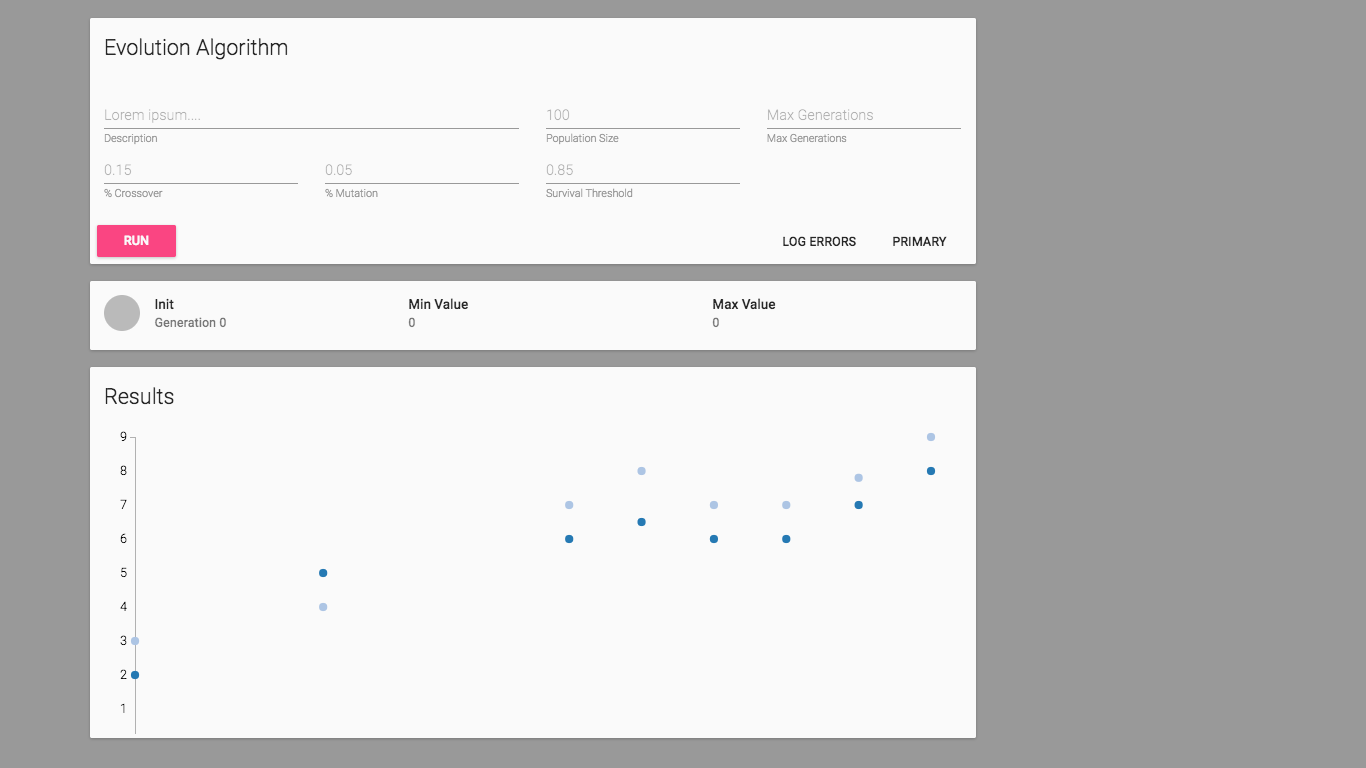 Evolution Algorithm
Lorem ipsum.... 100 Max Generations
Description Population Size Max Generations
0.15 0.05 0.85
% Crossover % Mutation Survival Threshold
RUN LOG ERRORS PRIMARY
Init Min Value Max Value
Generation 0 0 0
Results
9
8
7
6
5
4
3
2
1